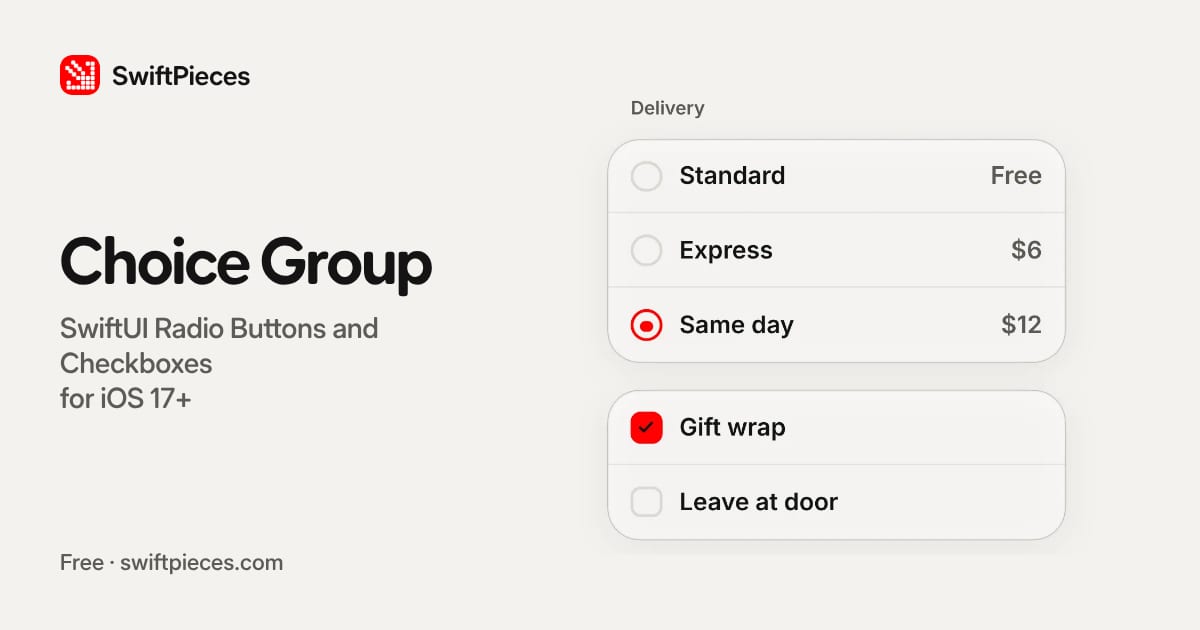 SwiftPieces
Choice Group
SwiftUI Radio Buttons and
Checkboxes
for iOS 17+
Free · swiftpieces.com
Delivery
Standard Free
Express $6
Same day $12
Gift wrap
Leave at door